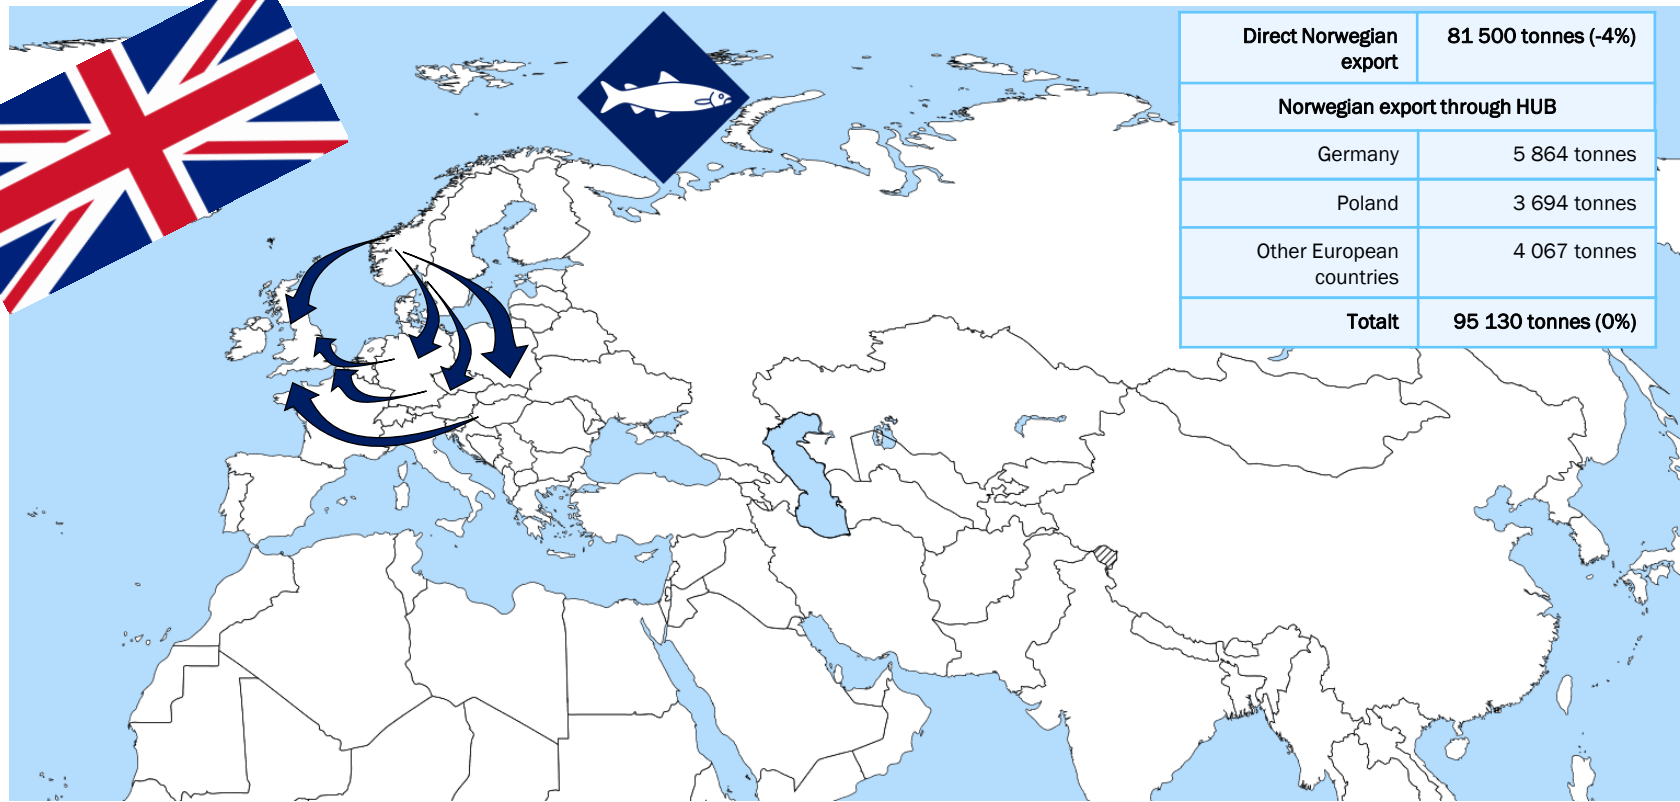 Direct Norwegian
export
81 500 tonnes (-4%)
Norwegian export through HUB
Germany
5 864 tonnes
Poland
3 694 tonnes
Other European
countries
4 067 tonnes
Totalt
95 130 tonnes (0%)